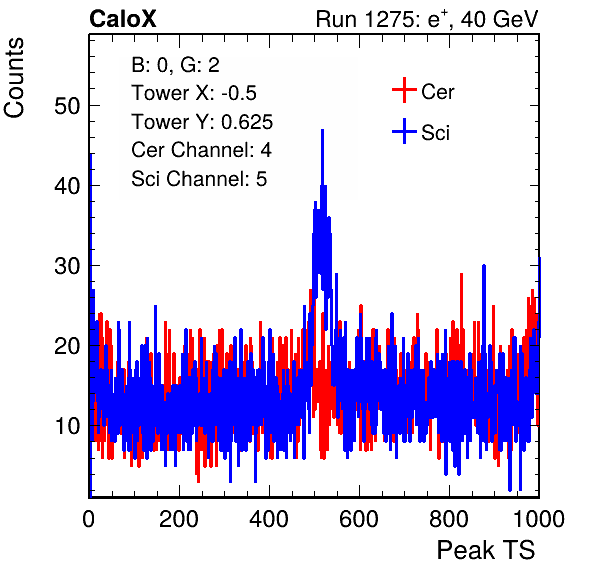 CaloX Run 1275: e⁺, 40 GeV
Counts
B: 0, G: 2
Tower X: -0.5
Tower Y: 0.625
Cer Channel: 4
Sci Channel: 5
Cer
Sci
50
40
30
20
10
0 200 400 600 800 1000
Peak TS